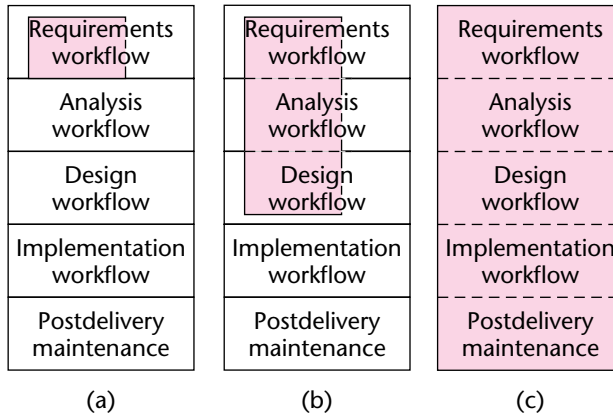 Requirements
workflow
Analysis
workflow
Design
workflow
Implementation
workflow
Postdelivery
maintenance
(a)
Requirements
workflow
Analysis
workflow
Design
workflow
Implementation
workflow
Postdelivery
maintenance
(b)
Requirements
workflow
Analysis
workflow
Design
workflow
Implementation
workflow
Postdelivery
maintenance
(c)